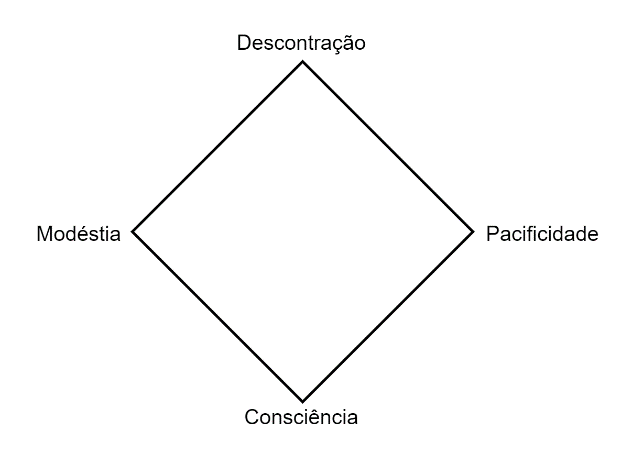 Descontração
Modéstia
Pacificidade
Consciência